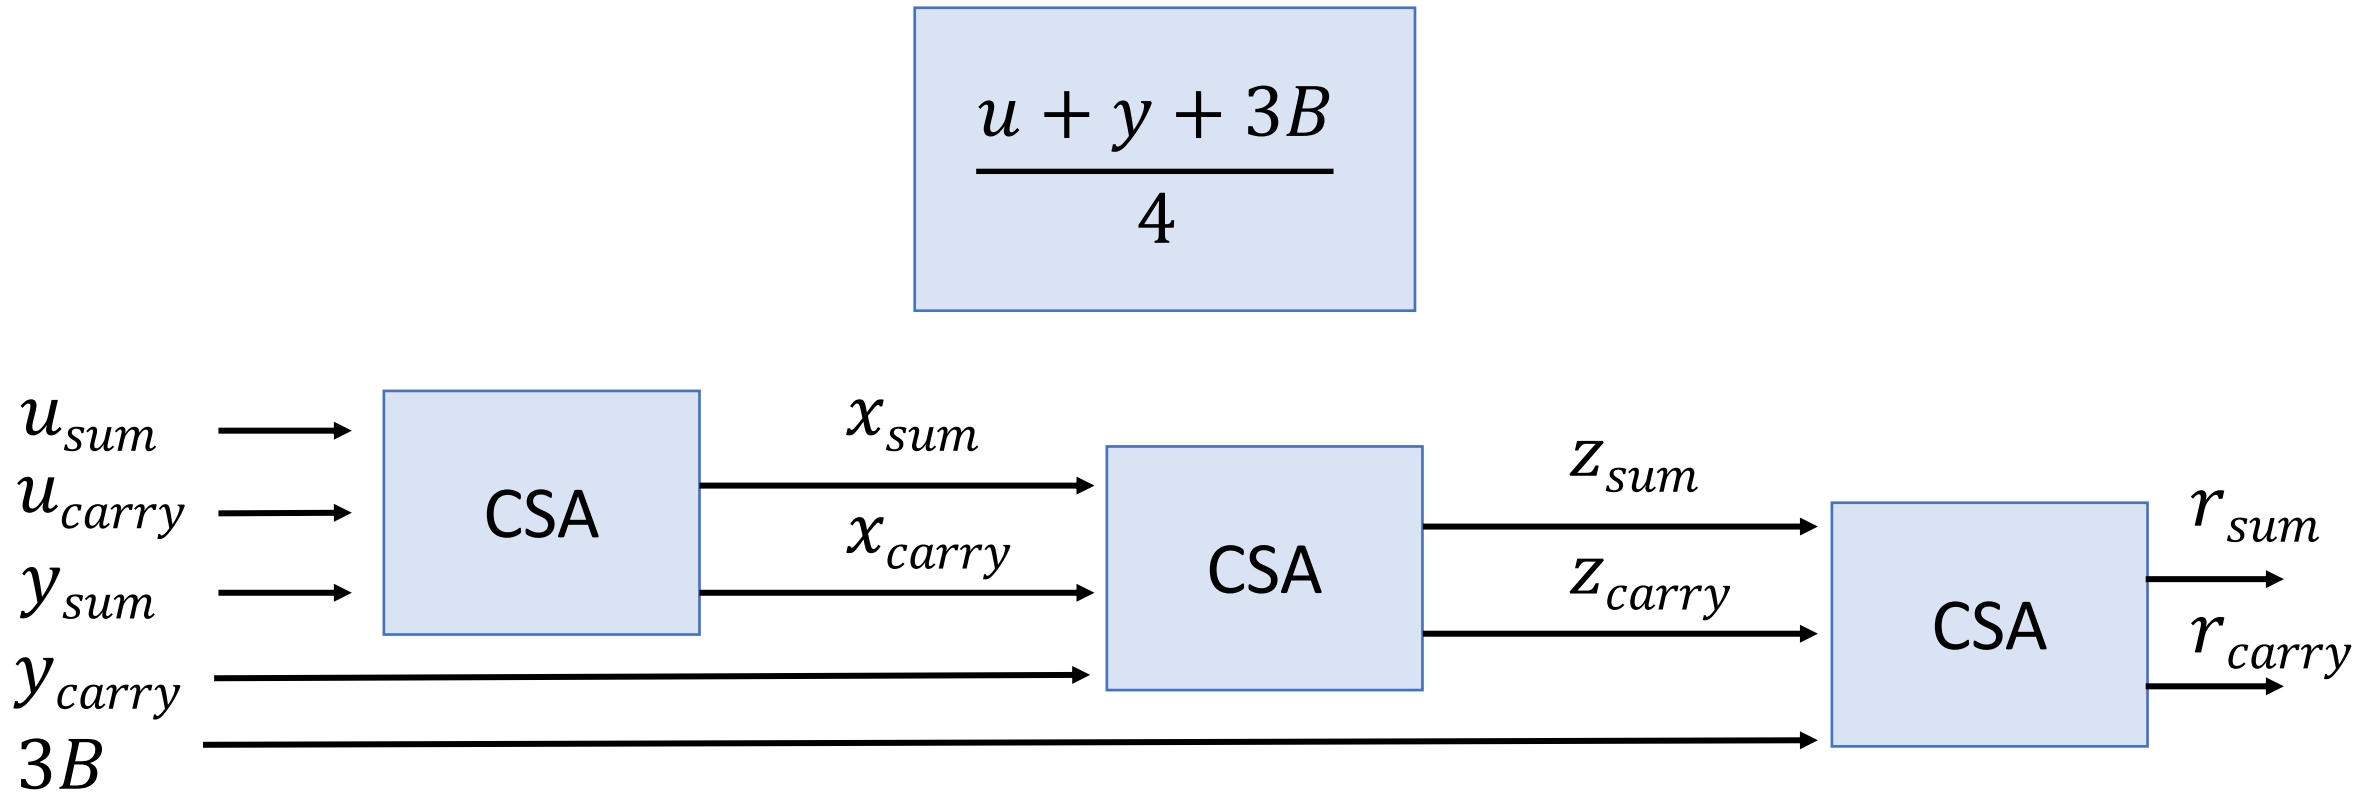 u + y + 3B
4
u_sum
u_carry
y_sum
y_carry
3B
CSA
x_sum
x_carry
CSA
z_sum
z_carry
CSA
r_sum
r_carry